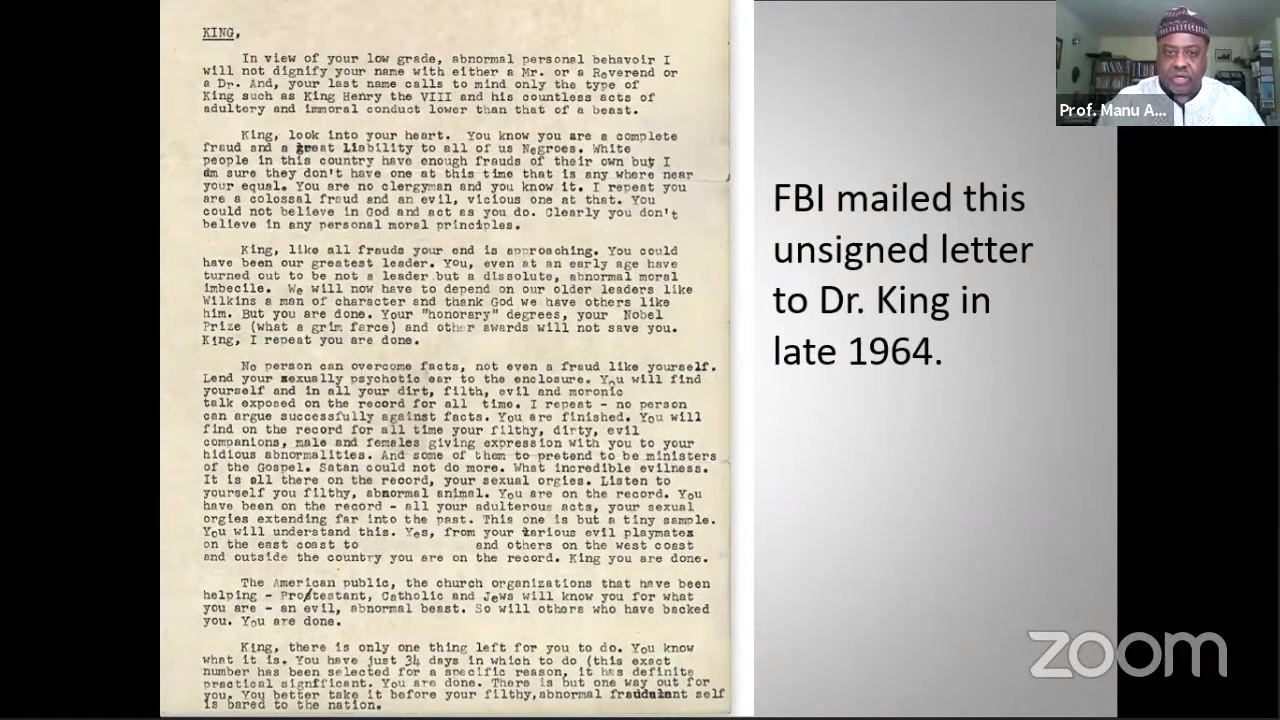 KING,
In view of your low grade, abnormal personal behavoir I
will not dignify your name with either a Mr. or a Reverend or
a Dr. And, your last name calls to mind only the type of
King such as King Henry the VIII and his countless acts of
adultery and immoral conduct lower than that of a beast.
King, look into your heart. You know you are a complete
fraud and a great liability to all of us Negroes. White
people in this country have enough frauds of their own but I
am sure they don't have one at this time that is any where near
your equal. You are no clergyman and you know it. I repeat you
are a colossal fraud and an evil, vicious one at that. You
could not believe in God and act as you do. Clearly you don't
believe in any personal moral principles.
King, like all frauds your end is approaching. You could
have been our greatest leader. You, even at an early age have
turned out to be not a leader but a dissolute, abnormal moral
imbecile. We will now have to depend on our older leaders like
Wilkins a man of character and thank God we have others like
him. But you are done. Your "honorary" degrees, your Nobel
Prize (what a grim farce) and other awards will not save you.
King, I repeat you are done.
No person can overcome facts, not even a fraud like yourself.
Lend your sexually psychotic ear to the enclosure. You will find
yourself and in all your dirt, filth, evil and moronic
talk exposed on the record for all time. I repeat - no person
can argue successfully against facts. You are finished. You will
find on the record for all time your filthy, dirty, evil
companions, male and females giving expression with you to your
hidious abnormalities. And some of them to pretend to be ministers
of the Gospel. Satan could not do more. What incredible evilness.
It is all there on the record, your sexual orgies. Listen to
yourself you filthy, abnormal animal. You are on the record. You
have been on the record - all your adulterous acts, your sexual
orgies extending far into the past. This one is but a tiny sample.
You will understand this. Yes, from your various evil playmates
on the east coast to and others on the west coast
and outside the country you are on the record. King you are done.
The American public, the church organizations that have been
helping - Protestant, Catholic and Jews will know you for what
you are - an evil, abnormal beast. So will others who have backed
you. You are done.
King, there is only one thing left for you to do. You know
what it is. You have just 34 days in which to do (this exact
number has been selected for a specific reason, it has definite
practical signficant. You are done. There is but one way out for
you. You better take it before your filthy,abnormal fraudulent self
is bared to the nation.
FBI mailed this
unsigned letter
to Dr. King in
late 1964.
Prof. Manu A...
zoom